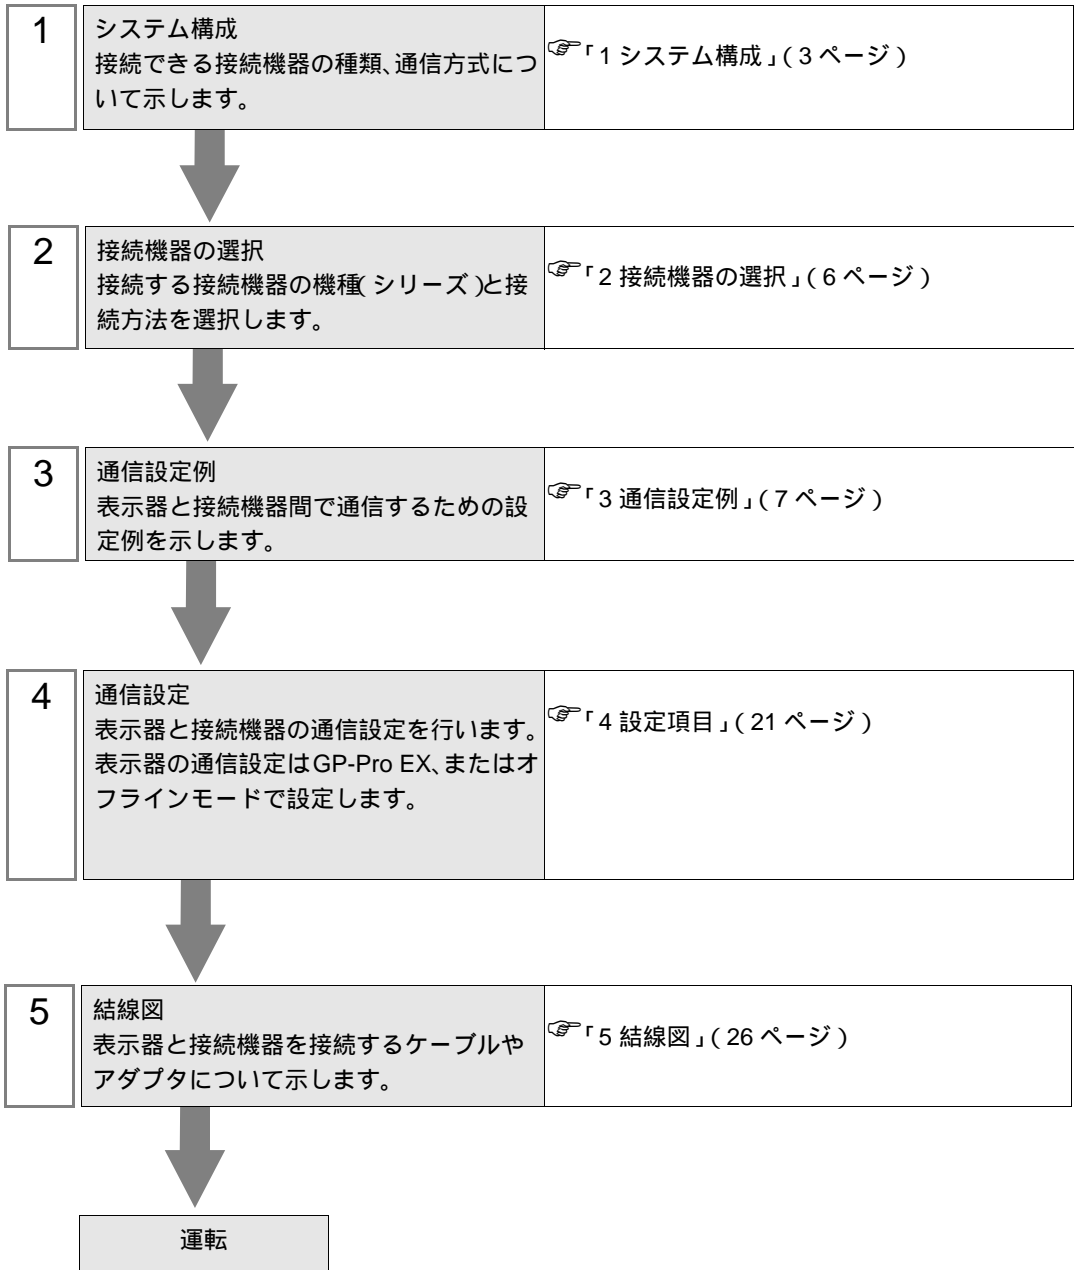 1
システム構成
接続できる接続機器の種類、通信方式につ
いて示します。
☞「1 システム構成」( 3 ページ )
2
接続機器の選択
接続する接続機器の機種( シリーズ )と接
続方法を選択します。
☞「2 接続機器の選択」( 6 ページ )
3
通信設定例
表示器と接続機器間で通信するための設
定例を示します。
☞「3 通信設定例」( 7 ページ )
4
通信設定
表示器と接続機器の通信設定を行います。
表示器の通信設定はGP-Pro EX、またはオ
フラインモードで設定します。
☞「4 設定項目」( 21 ページ )
5
結線図
表示器と接続機器を接続するケーブルや
アダプタについて示します。
☞「5 結線図」( 26 ページ )
運転